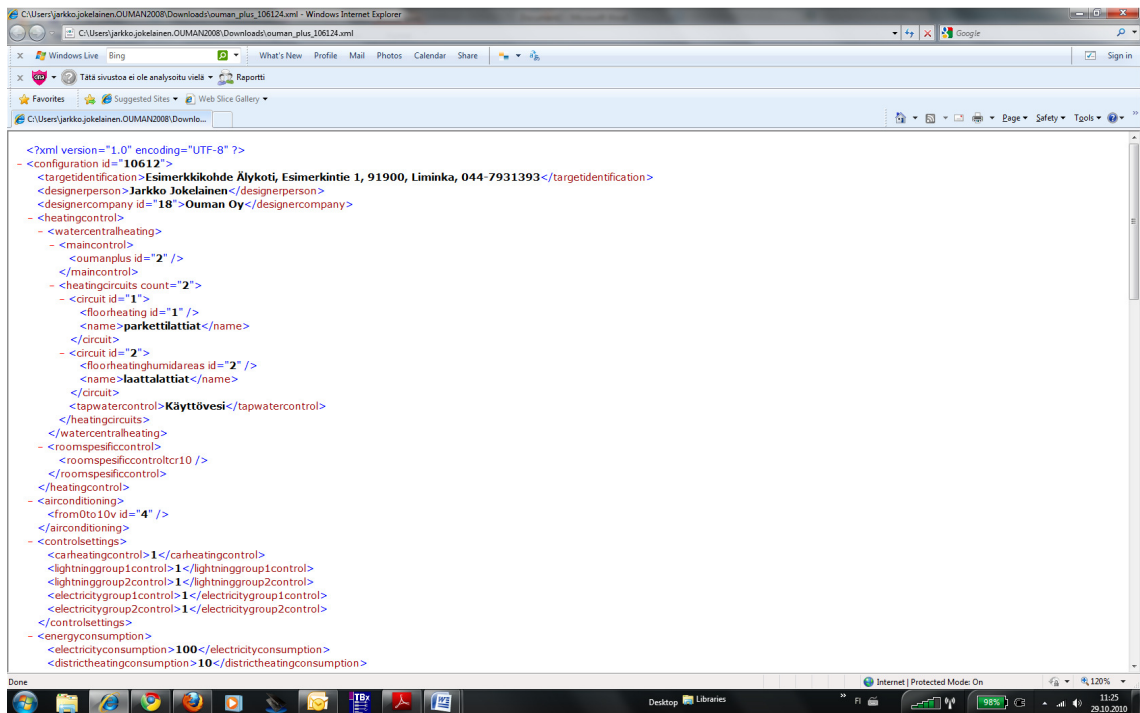 C:\Users\jarkko.jokelainen.OUMAN2008\Downloads\ouman_plus_106124.xml - Windows Internet Explorer
C:\Users\jarkko.jokelainen.OUMAN2008\Downloads\ouman_plus_106124.xml
Google
x Windows Live Bing What's New Profile Mail Photos Calendar Share Sign in
x Tätä sivustoa ei ole analysoitu vielä Raportti
Favorites Suggested Sites Web Slice Gallery
C:\Users\jarkko.jokelainen.OUMAN2008\Downlo... Page Safety Tools
<?xml version="1.0" encoding="UTF-8" ?>
- <configuration id="10612">
<targetidentification>Esimerkkikohde Älykoti, Esimerkintie 1, 91900, Liminka, 044-7931393</targetidentification>
<designerperson>Jarkko Jokelainen</designerperson>
<designercompany id="18">Ouman Oy</designercompany>
- <heatingcontrol>
- <watercentralheating>
- <maincontrol>
<oumanplus id="2" />
</maincontrol>
- <heatingcircuits count="2">
- <circuit id="1">
<floorheating id="1" />
<name>parkettilattiat</name>
</circuit>
- <circuit id="2">
<floorheatinghumidareas id="2" />
<name>laattalattiat</name>
</circuit>
<tapwatercontrol>Käyttövesi</tapwatercontrol>
</heatingcircuits>
</watercentralheating>
- <roomspesificcontrol>
<roomspesificcontroltcr10 />
</roomspesificcontrol>
</heatingcontrol>
- <airconditioning>
<from0to10v id="4" />
</airconditioning>
- <controlsettings>
<carheatingcontrol>1</carheatingcontrol>
<lightninggroup1control>1</lightninggroup1control>
<lightninggroup2control>1</lightninggroup2control>
<electricitygroup1control>1</electricitygroup1control>
<electricitygroup2control>1</electricitygroup2control>
</controlsettings>
- <energyconsumption>
<electricityconsumption>100</electricityconsumption>
<districtheatingconsumption>10</districtheatingconsumption>
Done Internet | Protected Mode: On 120%
TBx Desktop Libraries FI 98% 11:25
29.10.2010